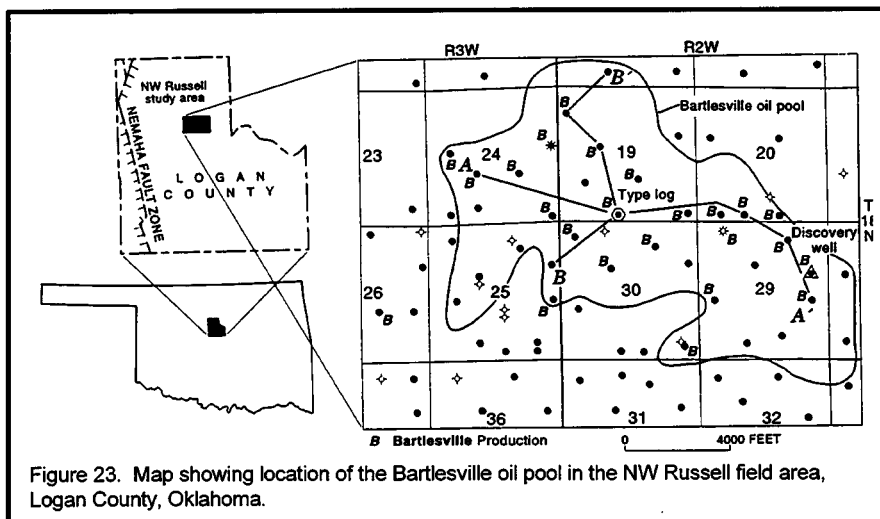 R3W
R2W
NW Russell
study area
NEMAHA FAULT ZONE
LOGAN
COUNTY
B'
B
Bartlesville oil pool
B
B
23
24
19
20
B
A
B
B
B
B
Type log
T
18
N
B
B
B
B
B
B
B
Discovery
well
B
B
B
B
26
25
30
29
B
B
B
B
A'
B
36
31
32
B Bartlesville Production
0 4000 FEET
Figure 23. Map showing location of the Bartlesville oil pool in the NW Russell field area,
Logan County, Oklahoma.